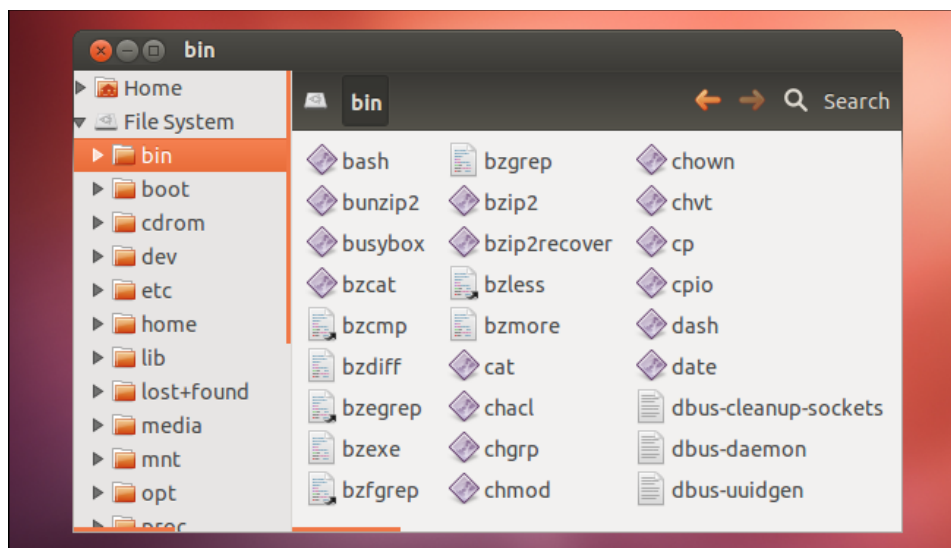 bin
Home
File System
bin
boot
cdrom
dev
etc
home
lib
lost+found
media
mnt
opt
proc
bin
Search
bash
bunzip2
busybox
bzcat
bzcmp
bzdiff
bzegrep
bzexe
bzfgrep
bzgrep
bzip2
bzip2recover
bzless
bzmore
cat
chacl
chgrp
chmod
chown
chvt
cp
cpio
dash
date
dbus-cleanup-sockets
dbus-daemon
dbus-uuidgen